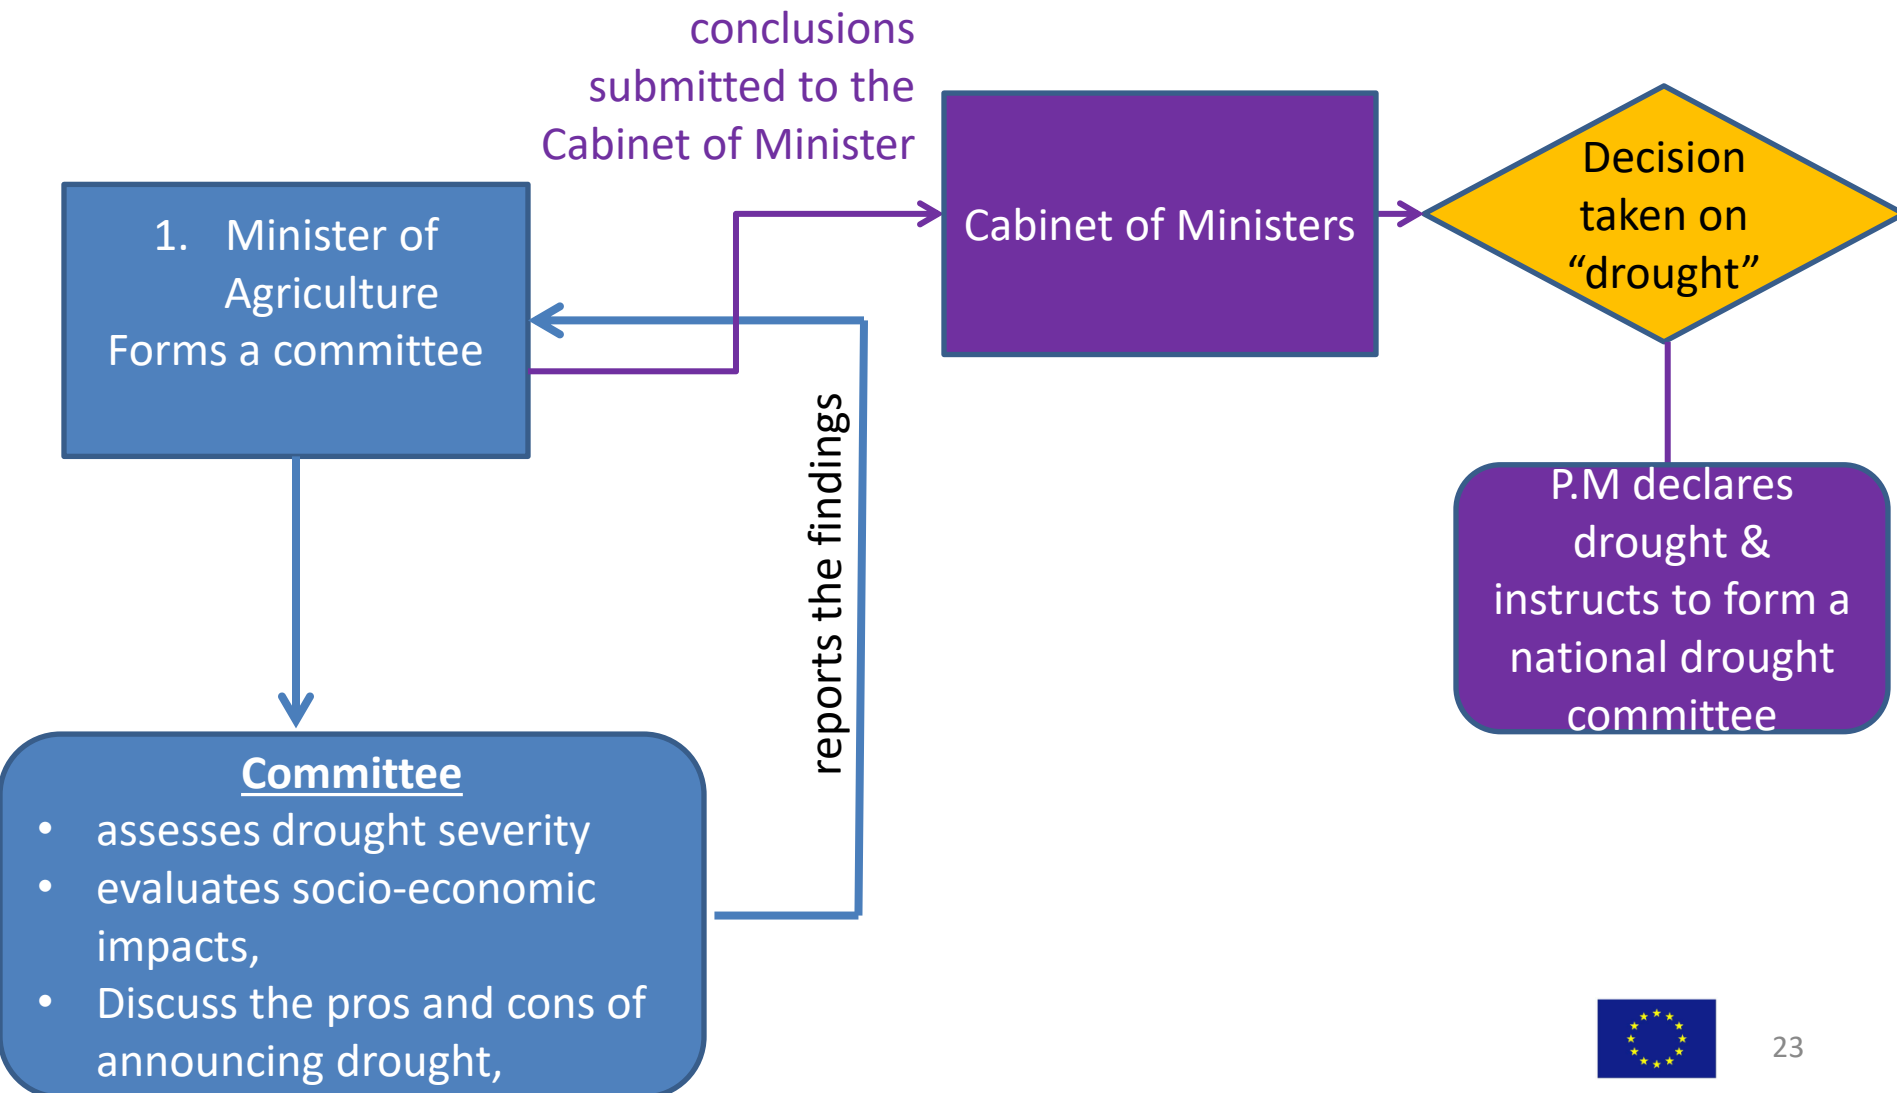 conclusions
submitted to the
Cabinet of Minister
1. Minister of
Agriculture
Forms a committee
Cabinet of Ministers
Decision
taken on
“drought”
reports the findings
P.M declares
drought &
instructs to form a
national drought
committee
Committee
• assesses drought severity
• evaluates socio-economic
impacts,
• Discuss the pros and cons of
announcing drought,
23